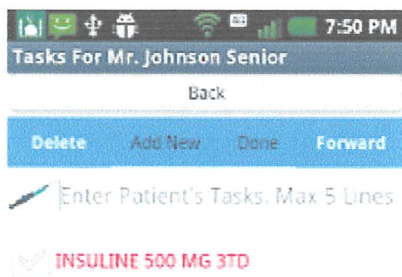 7:50 PM
Tasks For Mr. Johnson Senior
Back
Delete Add New Done Forward
Enter Patient's Tasks. Max 5 Lines
INSULINE 500 MG 3TD